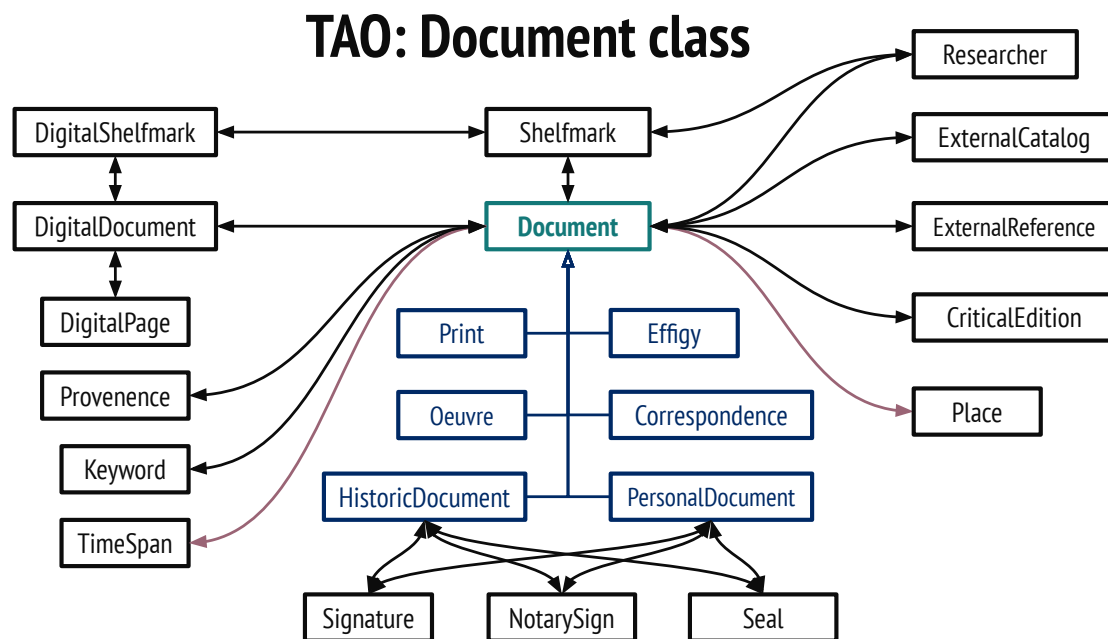 TAO: Document class
Researcher
DigitalShelfmark
Shelfmark
ExternalCatalog
DigitalDocument
Document
ExternalReference
DigitalPage
Print
Effigy
CriticalEdition
Provenence
Oeuvre
Correspondence
Place
Keyword
HistoricDocument
PersonalDocument
TimeSpan
Signature
NotarySign
Seal